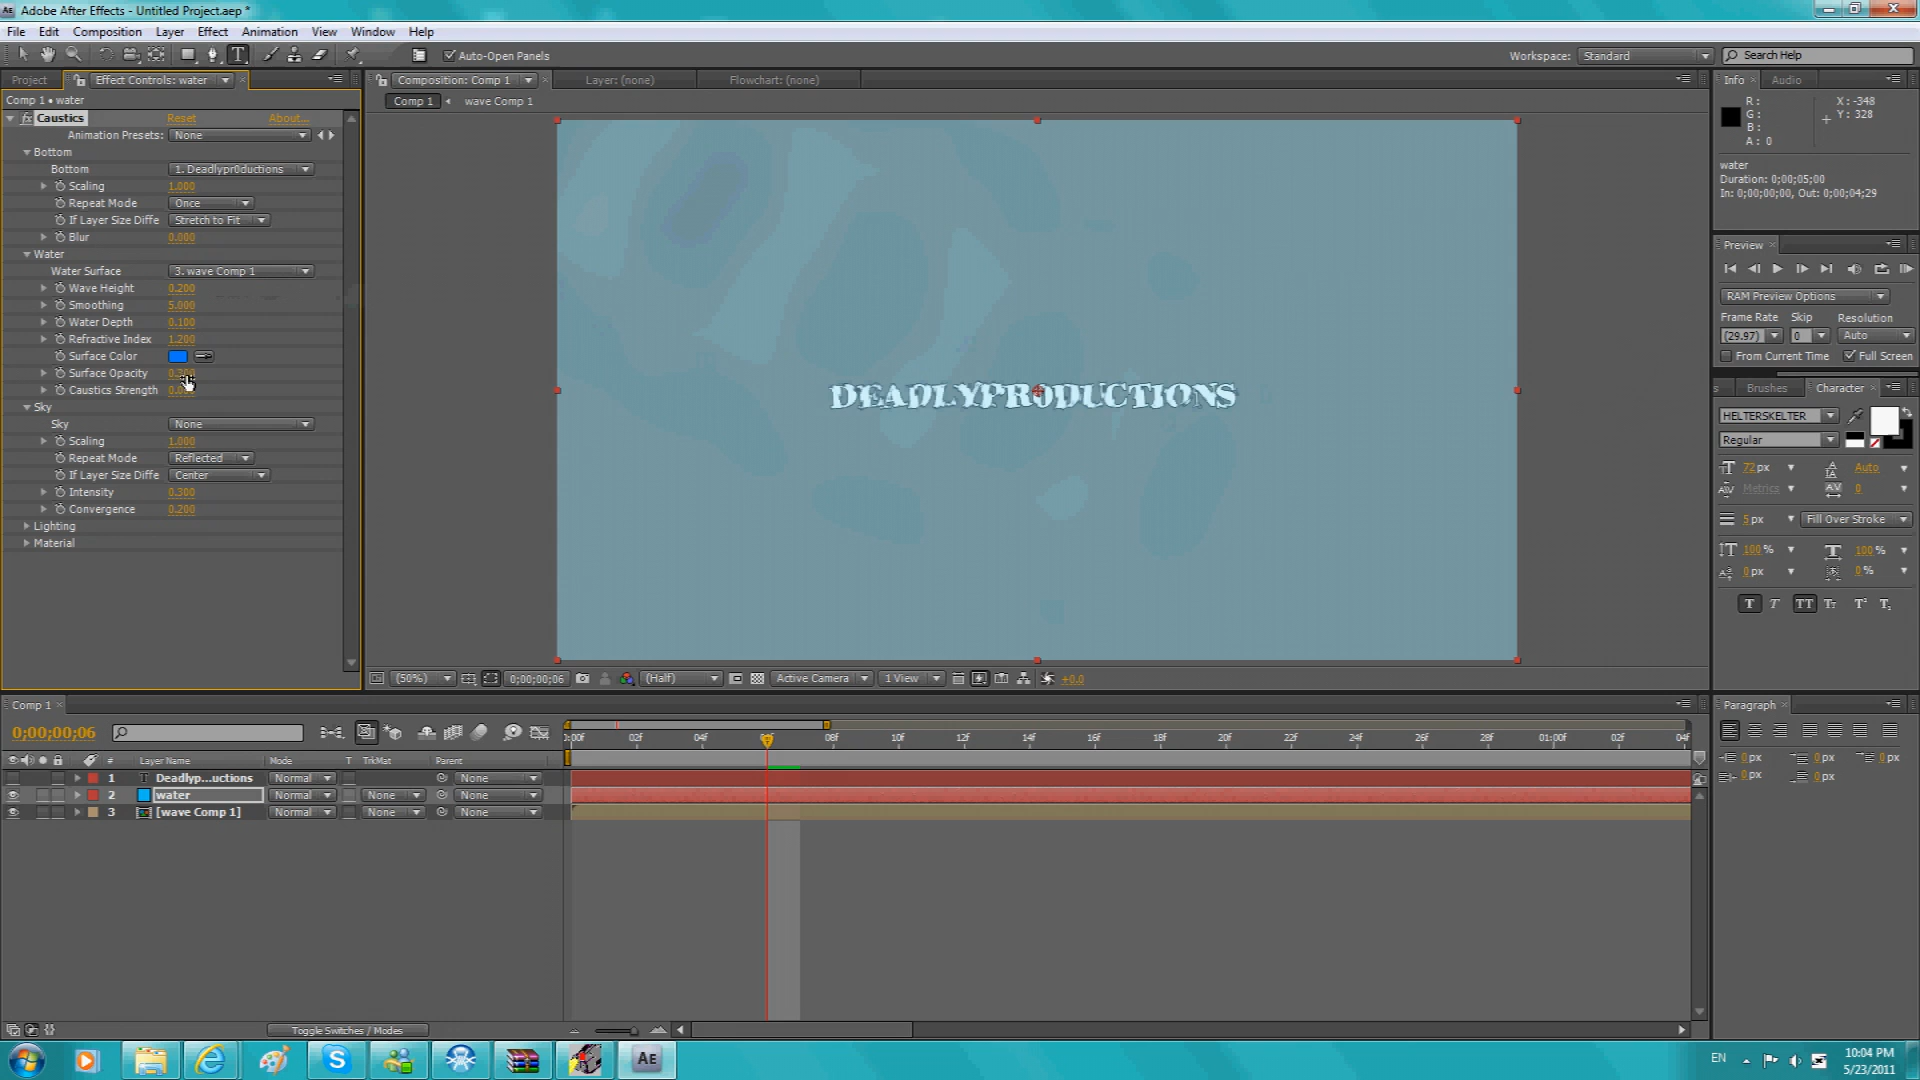 Adobe After Effects - Untitled Project.aep *
File Edit Composition Layer Effect Animation View Window Help
Auto-Open Panels
Workspace: Standard
Search Help
Project
Effect Controls: water
Composition: Comp 1
Layer: (none)
Flowchart: (none)
Info
Audio
Comp 1 • water
Comp 1
wave Comp 1
R:
G:
B:
A: 0
X: -348
Y: 328
Caustics Reset About...
Animation Presets: None
Bottom
Bottom 1. Deadlypr0ductions
Scaling 1.000
Repeat Mode Once
If Layer Size Diffe Stretch to Fit
Blur 0.000
Water
Water Surface 3. wave Comp 1
Wave Height 0.200
Smoothing 5.000
Water Depth 0.100
Refractive Index 1.200
Surface Color
Surface Opacity
Caustics Strength
Sky
Sky None
Scaling 1.000
Repeat Mode Reflected
If Layer Size Diffe Center
Intensity 0.300
Convergence 0.200
Lighting
Material
DEADLYPR0DUCTIONS
water
Duration: 0;00;05;00
In: 0;00;00;00, Out: 0;00;04;29
Preview
RAM Preview Options
Frame Rate Skip Resolution
(29.97) 0 Auto
From Current Time Full Screen
Brushes
Character
HELTERSKELTER
Regular
72 px Auto
Metrics 0
5 px Fill Over Stroke
100 % 100 %
0 px 0 %
T T TT Tr T¹ T₁
(50%) 0;00;00;06 (Half) Active Camera 1 View +0.0
Comp 1
0;00;00;06
02f 04f 08f 10f 12f 14f 16f 18f 20f 22f 24f 26f 28f 01:00f 02f 04f
# Layer Name Mode T TrkMat Parent
1 T Deadlyp...uctions Normal None
2 water Normal None None
3 [wave Comp 1] Normal None None
Toggle Switches / Modes
Paragraph
0 px 0 px 0 px
0 px 0 px
EN
10:04 PM
5/23/2011